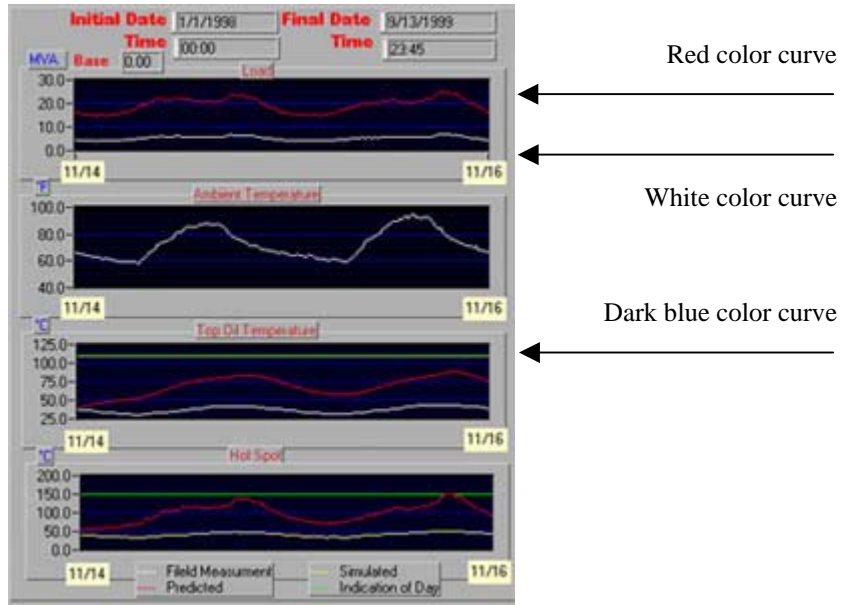 Initial Date 1/1/1998 Final Date 9/13/1999
Time 00:00 Time 23:45
MVA Base 0.00
Load
30.0
20.0
10.0
0.0
11/14 11/16
Red color curve
White color curve
°F
Ambient Temperature
100.0
80.0
60.0
40.0
11/14 11/16
Dark blue color curve
°C
Top Oil Temperature
125.0
100.0
75.0
50.0
25.0
11/14 11/16
°C
Hot Spot
200.0
150.0
100.0
50.0
0.0
11/14 11/16
Fileld Measurment Simulated
Predicted Indication of Day